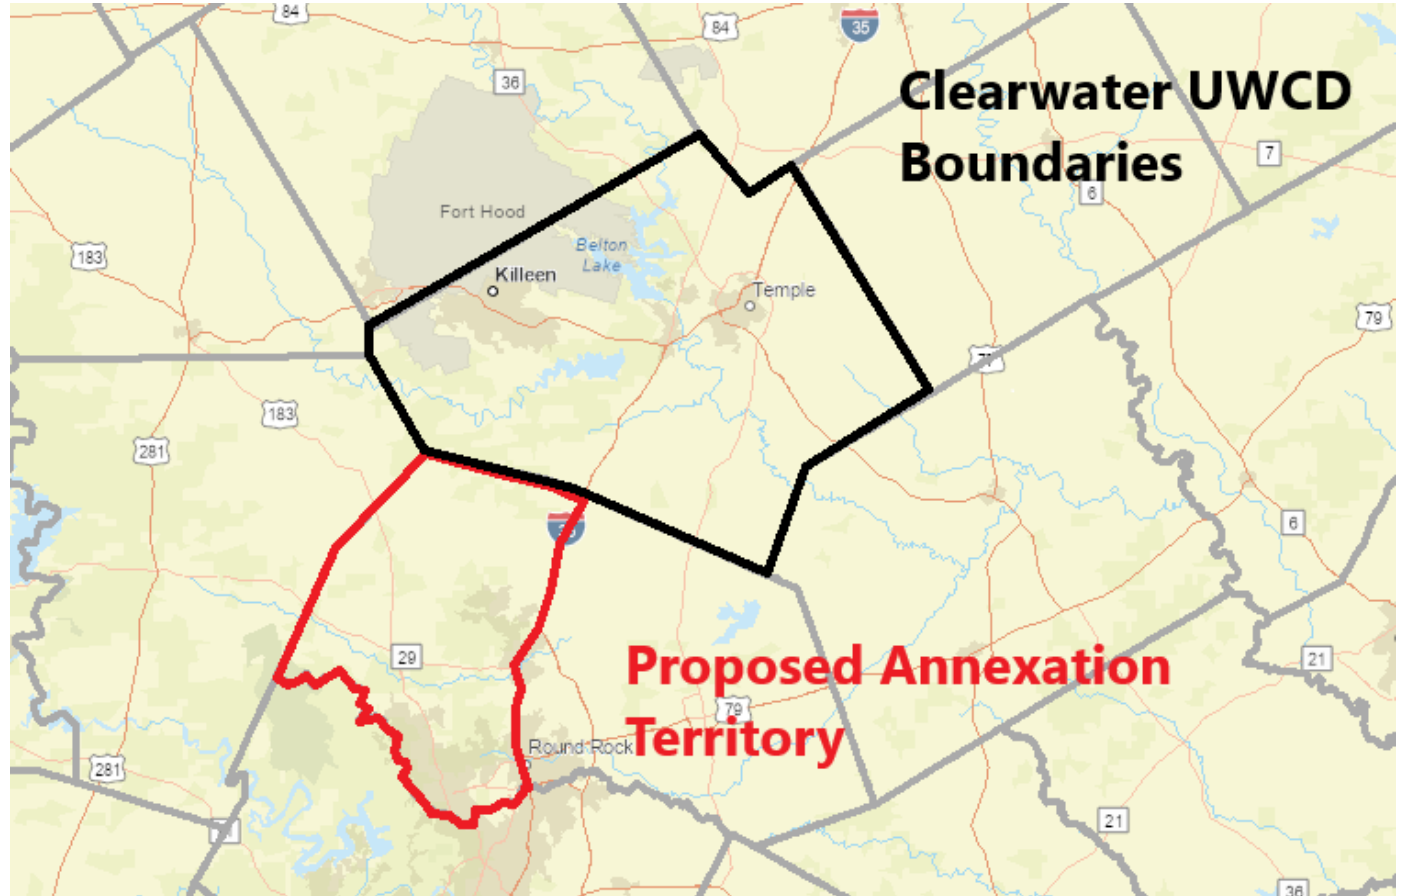 84
84
35
36
Clearwater UWCD
Boundaries
7
6
Fort Hood
183
Belton
Lake
Killeen
Temple
79
77
183
281
6
29
Proposed Annexation
Territory
21
79
Round Rock
281
21
36